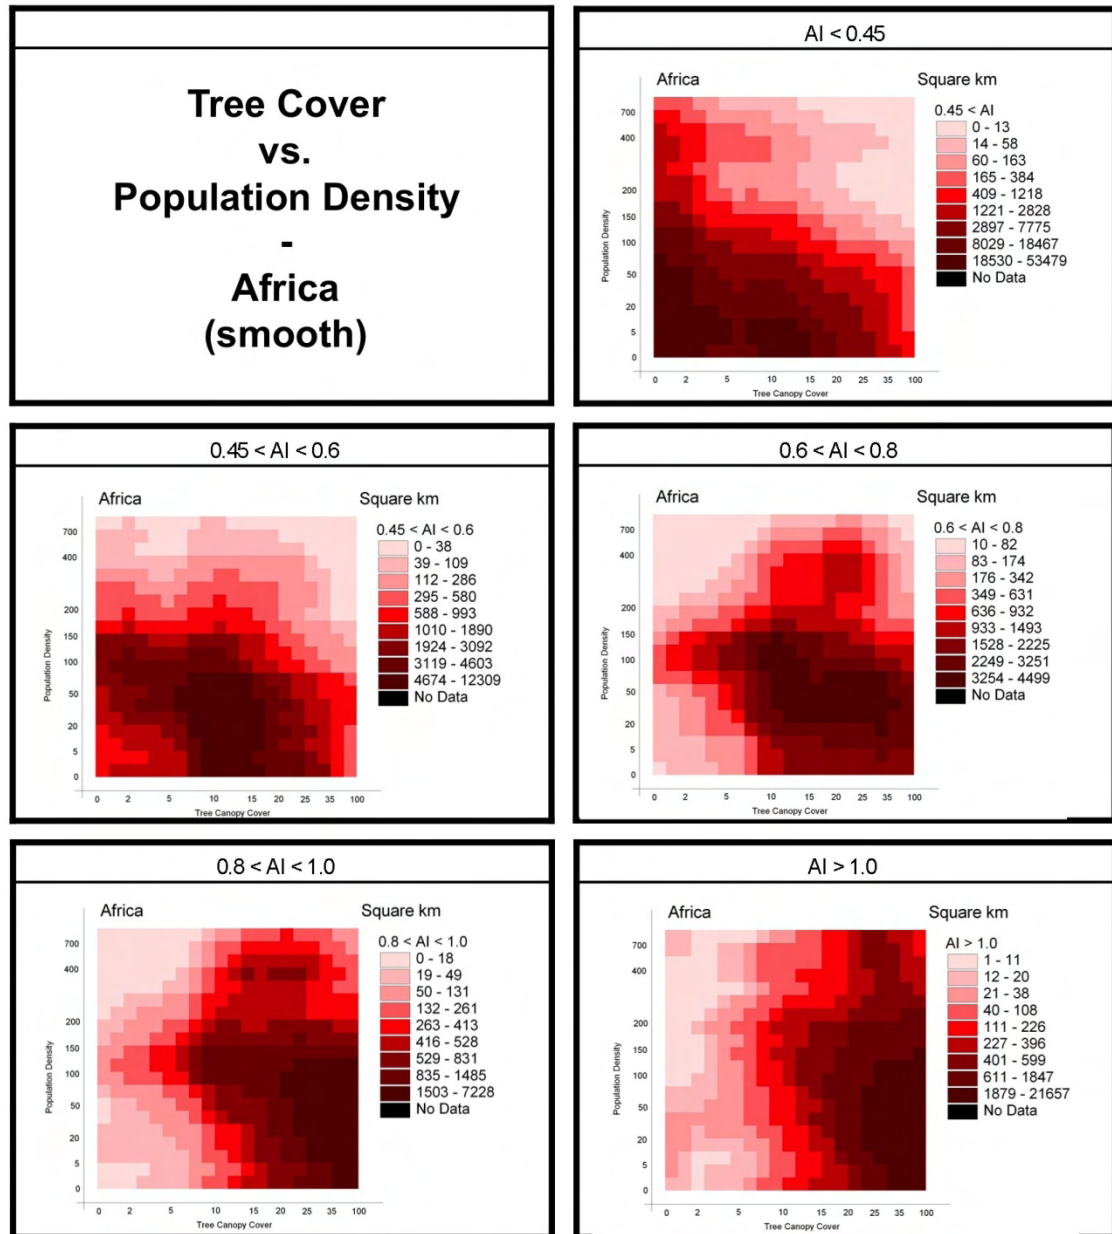 Tree Cover
vs.
Population Density
-
Africa
(smooth)
AI < 0.45
Africa
Square km
0.45 < AI
0 - 13
14 - 58
60 - 163
165 - 384
409 - 1218
1221 - 2828
2897 - 7775
8029 - 18467
18530 - 53479
No Data
Population Density
700
400
200
150
100
50
20
5
0
0 2 5 10 15 20 25 35 100
Tree Canopy Cover
0.45 < AI < 0.6
Africa
Square km
0.45 < AI < 0.6
0 - 38
39 - 109
112 - 286
295 - 580
588 - 993
1010 - 1890
1924 - 3092
3119 - 4603
4674 - 12309
No Data
Population Density
700
400
200
150
100
50
20
5
0
0 2 5 10 15 20 25 35 100
Tree Canopy Cover
0.6 < AI < 0.8
Africa
Square km
0.6 < AI < 0.8
10 - 82
83 - 174
176 - 342
349 - 631
636 - 932
933 - 1493
1528 - 2225
2249 - 3251
3254 - 4499
No Data
Population Density
700
400
200
150
100
50
20
5
0
0 2 5 10 15 20 25 35 100
Tree Canopy Cover
0.8 < AI < 1.0
Africa
Square km
0.8 < AI < 1.0
0 - 18
19 - 49
50 - 131
132 - 261
263 - 413
416 - 528
529 - 831
835 - 1485
1503 - 7228
No Data
Population Density
700
400
200
150
100
50
20
5
0
0 2 5 10 15 20 25 35 100
Tree Canopy Cover
AI > 1.0
Africa
Square km
AI > 1.0
1 - 11
12 - 20
21 - 38
40 - 108
111 - 226
227 - 396
401 - 599
611 - 1847
1879 - 21657
No Data
Population Density
700
400
200
150
100
50
20
5
0
0 2 5 10 15 20 25 35 100
Tree Canopy Cover